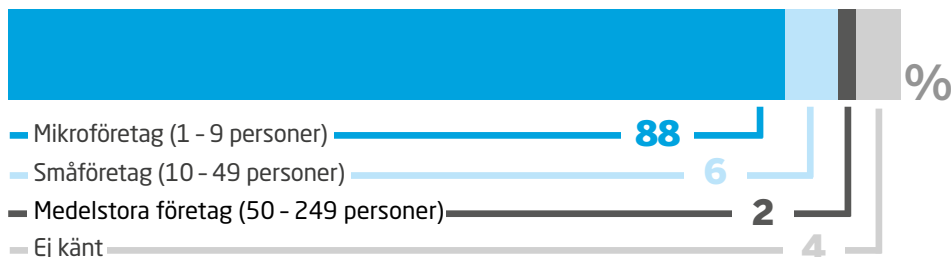 %
Mikroföretag (1 – 9 personer) 88
Småföretag (10 – 49 personer) 6
Medelstora företag (50 – 249 personer) 2
Ej känt 4